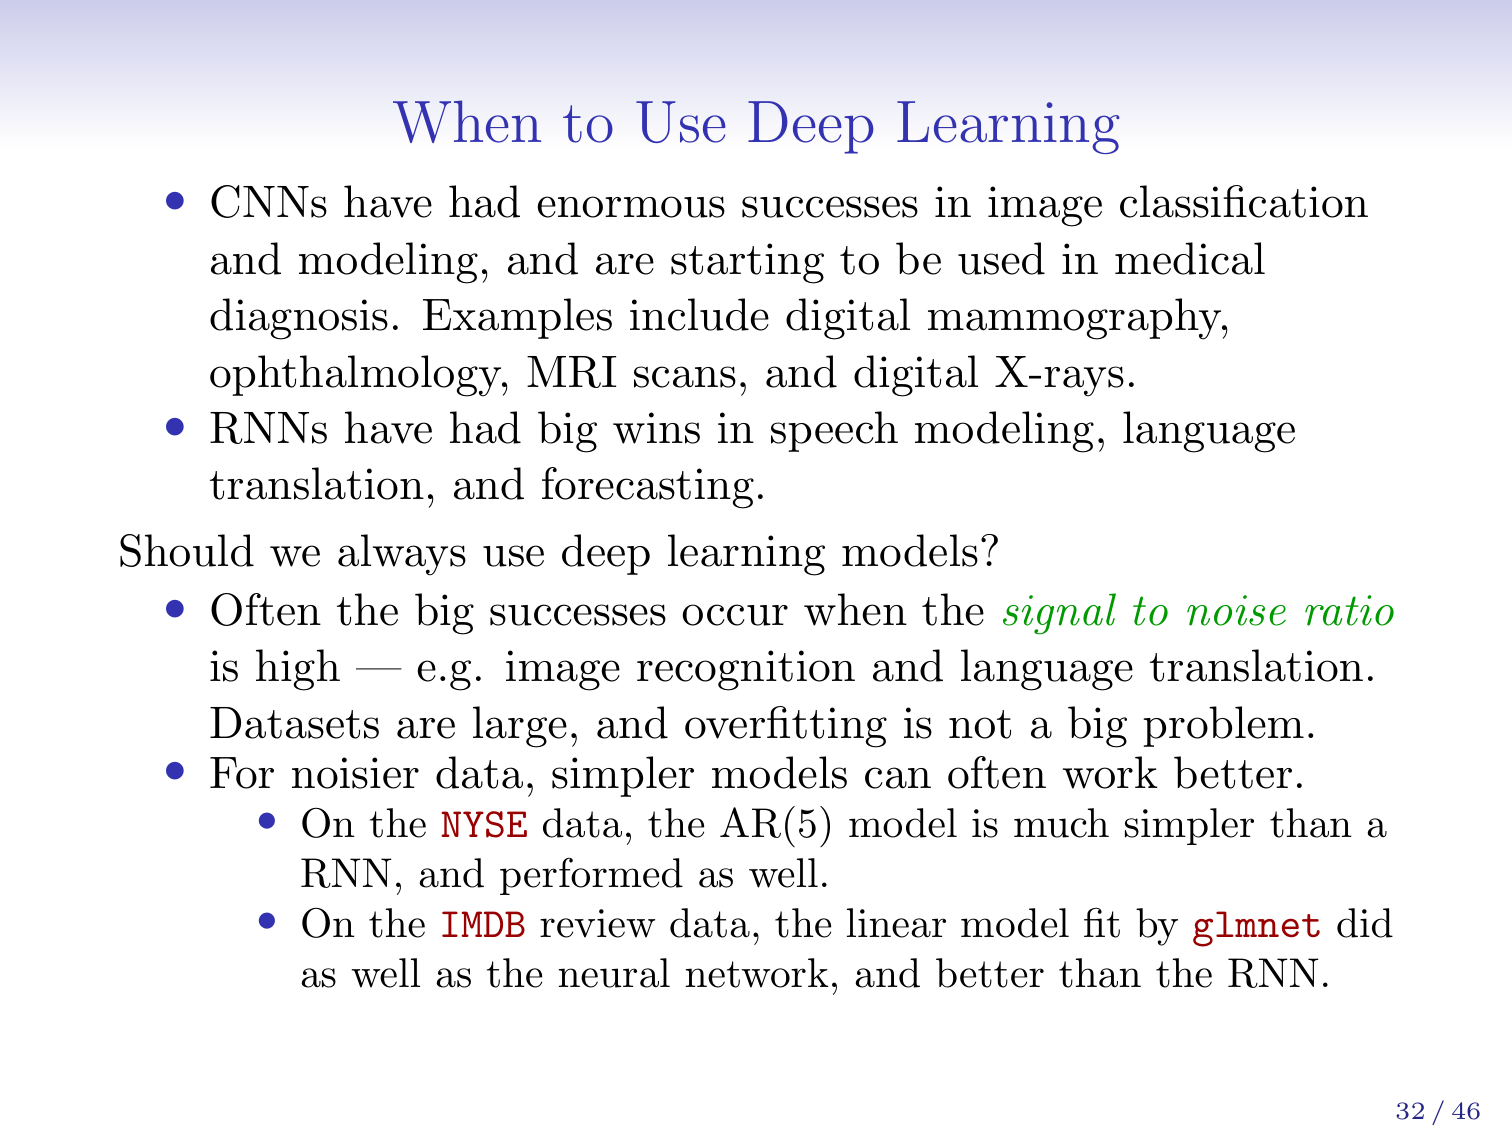 When to Use Deep Learning
• CNNs have had enormous successes in image classification
and modeling, and are starting to be used in medical
diagnosis. Examples include digital mammography,
ophthalmology, MRI scans, and digital X-rays.
• RNNs have had big wins in speech modeling, language
translation, and forecasting.
Should we always use deep learning models?
• Often the big successes occur when the signal to noise ratio
is high — e.g. image recognition and language translation.
Datasets are large, and overfitting is not a big problem.
• For noisier data, simpler models can often work better.
• On the NYSE data, the AR(5) model is much simpler than a
RNN, and performed as well.
• On the IMDB review data, the linear model fit by glmnet did
as well as the neural network, and better than the RNN.
32 / 46